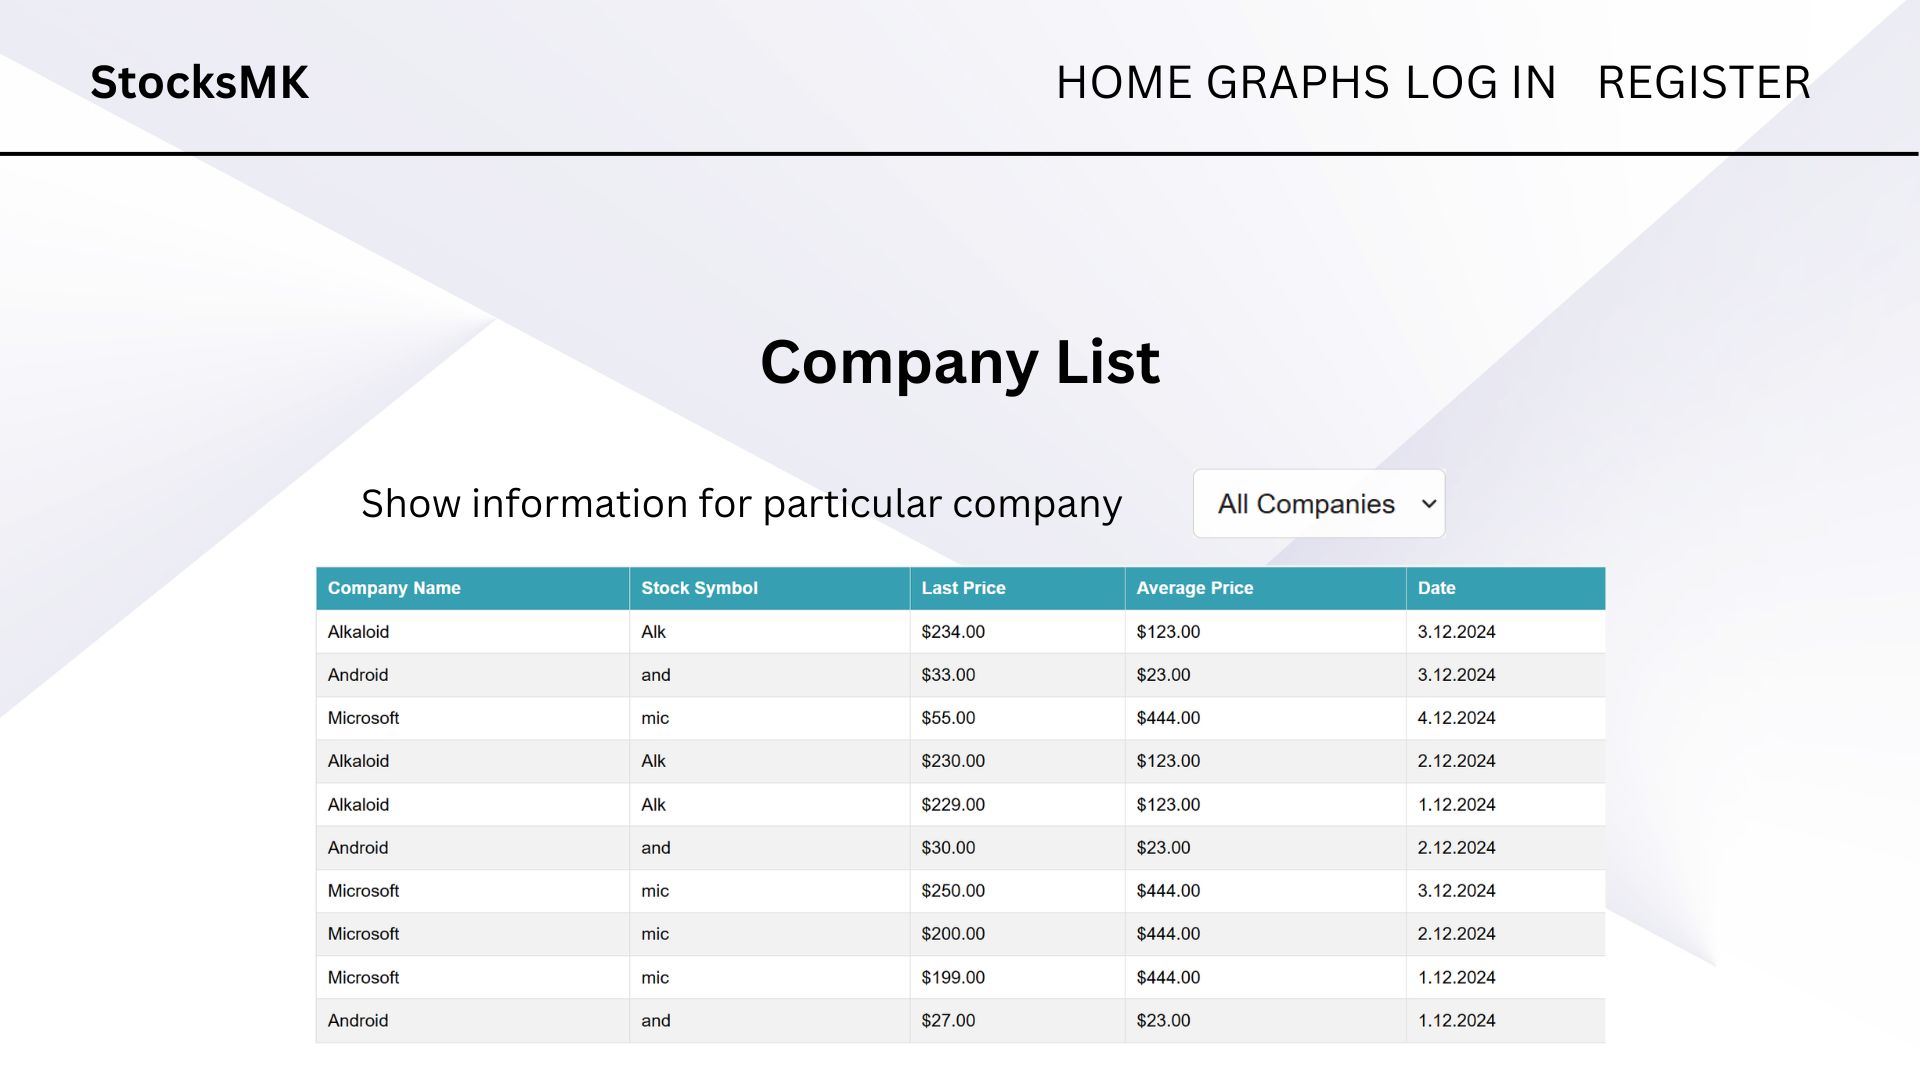 StocksMK HOME GRAPHS LOG IN REGISTER
Company List
Show information for particular company All Companies
Company Name Stock Symbol Last Price Average Price Date
Alkaloid Alk $234.00 $123.00 3.12.2024
Android and $33.00 $23.00 3.12.2024
Microsoft mic $55.00 $444.00 4.12.2024
Alkaloid Alk $230.00 $123.00 2.12.2024
Alkaloid Alk $229.00 $123.00 1.12.2024
Android and $30.00 $23.00 2.12.2024
Microsoft mic $250.00 $444.00 3.12.2024
Microsoft mic $200.00 $444.00 2.12.2024
Microsoft mic $199.00 $444.00 1.12.2024
Android and $27.00 $23.00 1.12.2024